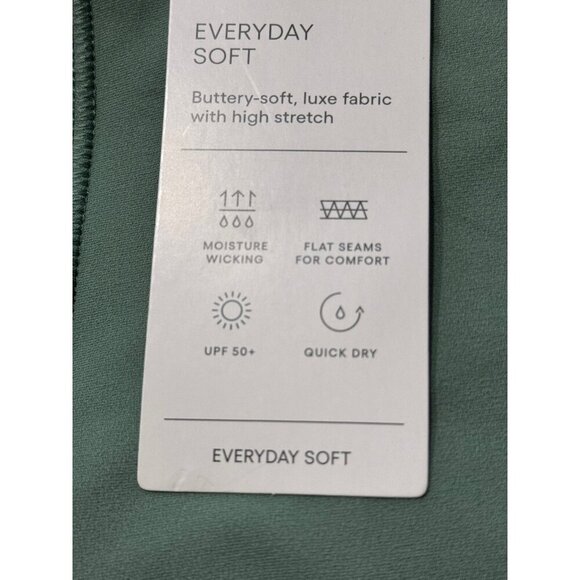 EVERYDAY
SOFT
Buttery-soft, luxe fabric
with high stretch
MOISTURE
WICKING
FLAT SEAMS
FOR COMFORT
UPF 50+
QUICK DRY
EVERYDAY SOFT